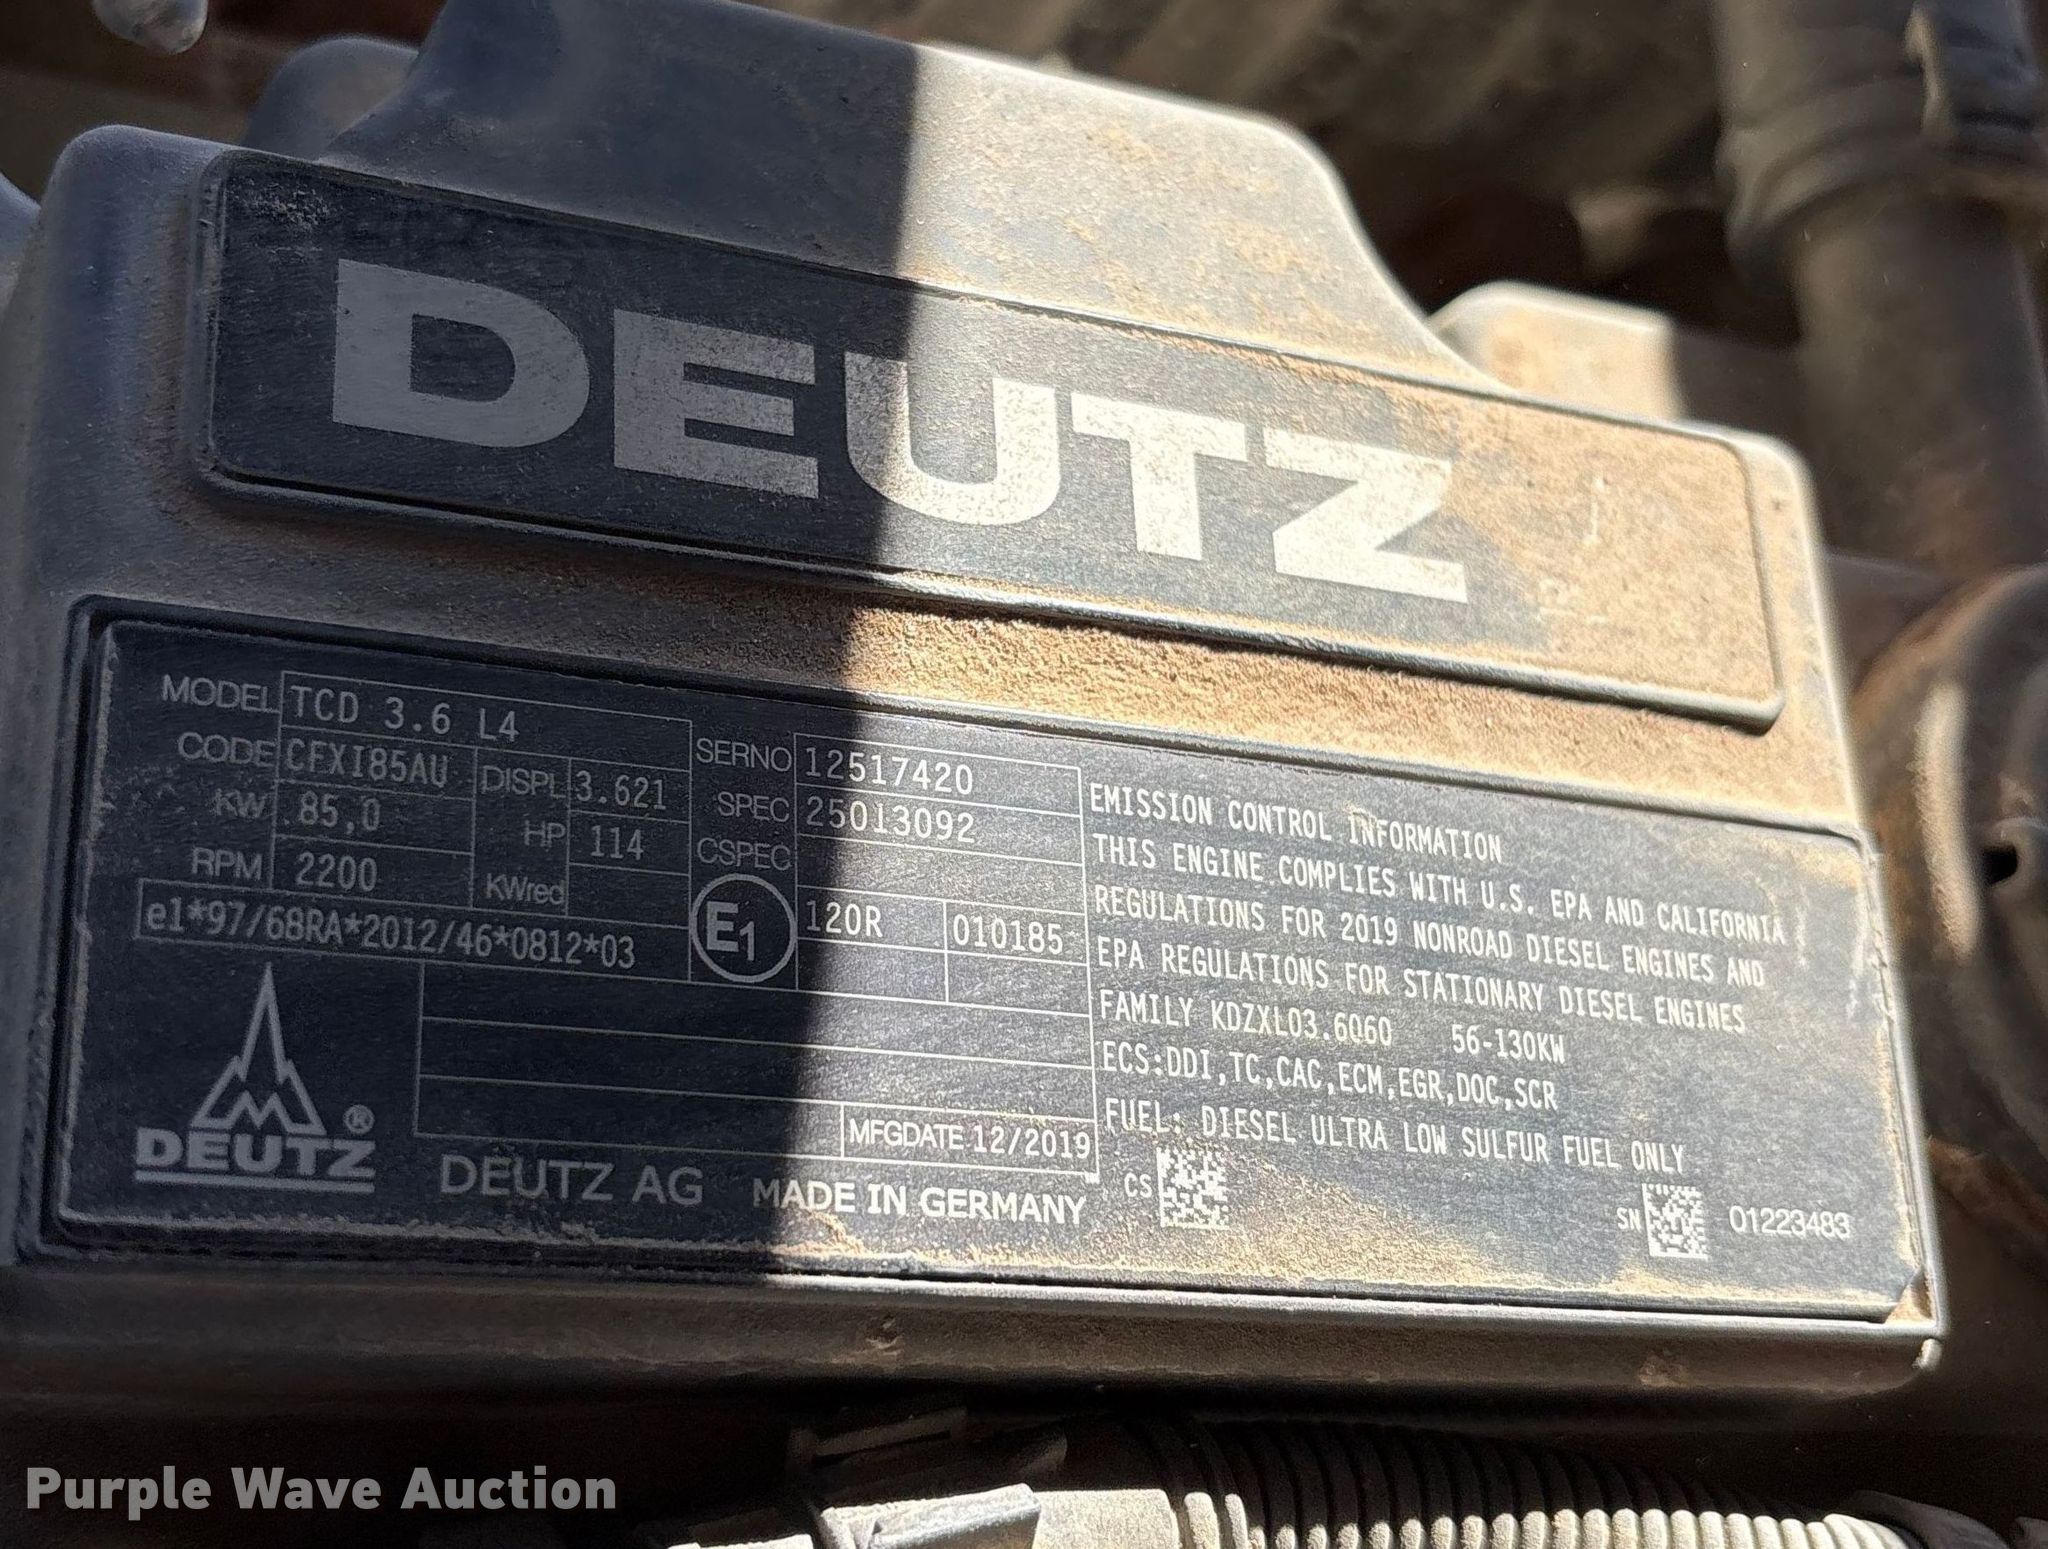 DEUTZ
MODEL TCD 3.6 L4
CODE CFXI85AU DISPL 3.621
KW 85,0 HP 114
RPM 2200 KWred
e1*97/68RA*2012/46*0812*03
SERNO 12517420
SPEC 25013092
CSPEC
E1 120R 010185
EMISSION CONTROL INFORMATION
THIS ENGINE COMPLIES WITH U.S. EPA AND CALIFORNIA
REGULATIONS FOR 2019 NONROAD DIESEL ENGINES AND
EPA REGULATIONS FOR STATIONARY DIESEL ENGINES
FAMILY KDZXL03.6060 56-130KW
ECS:DDI,TC,CAC,ECM,EGR,DOC,SCR
FUEL: DIESEL ULTRA LOW SULFUR FUEL ONLY
MFGDATE 12/2019
DEUTZ ®
DEUTZ AG MADE IN GERMANY
CS
SN 01223483
Purple Wave Auction